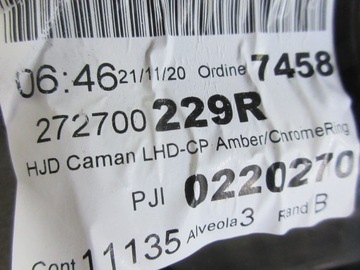 06:46 21/11/20 Ordine 7458
272700 229R
HJD Caman LHD-CP Amber/ChromeRing
PJI 0220270
Cont 11135 Alveola 3 Rand B